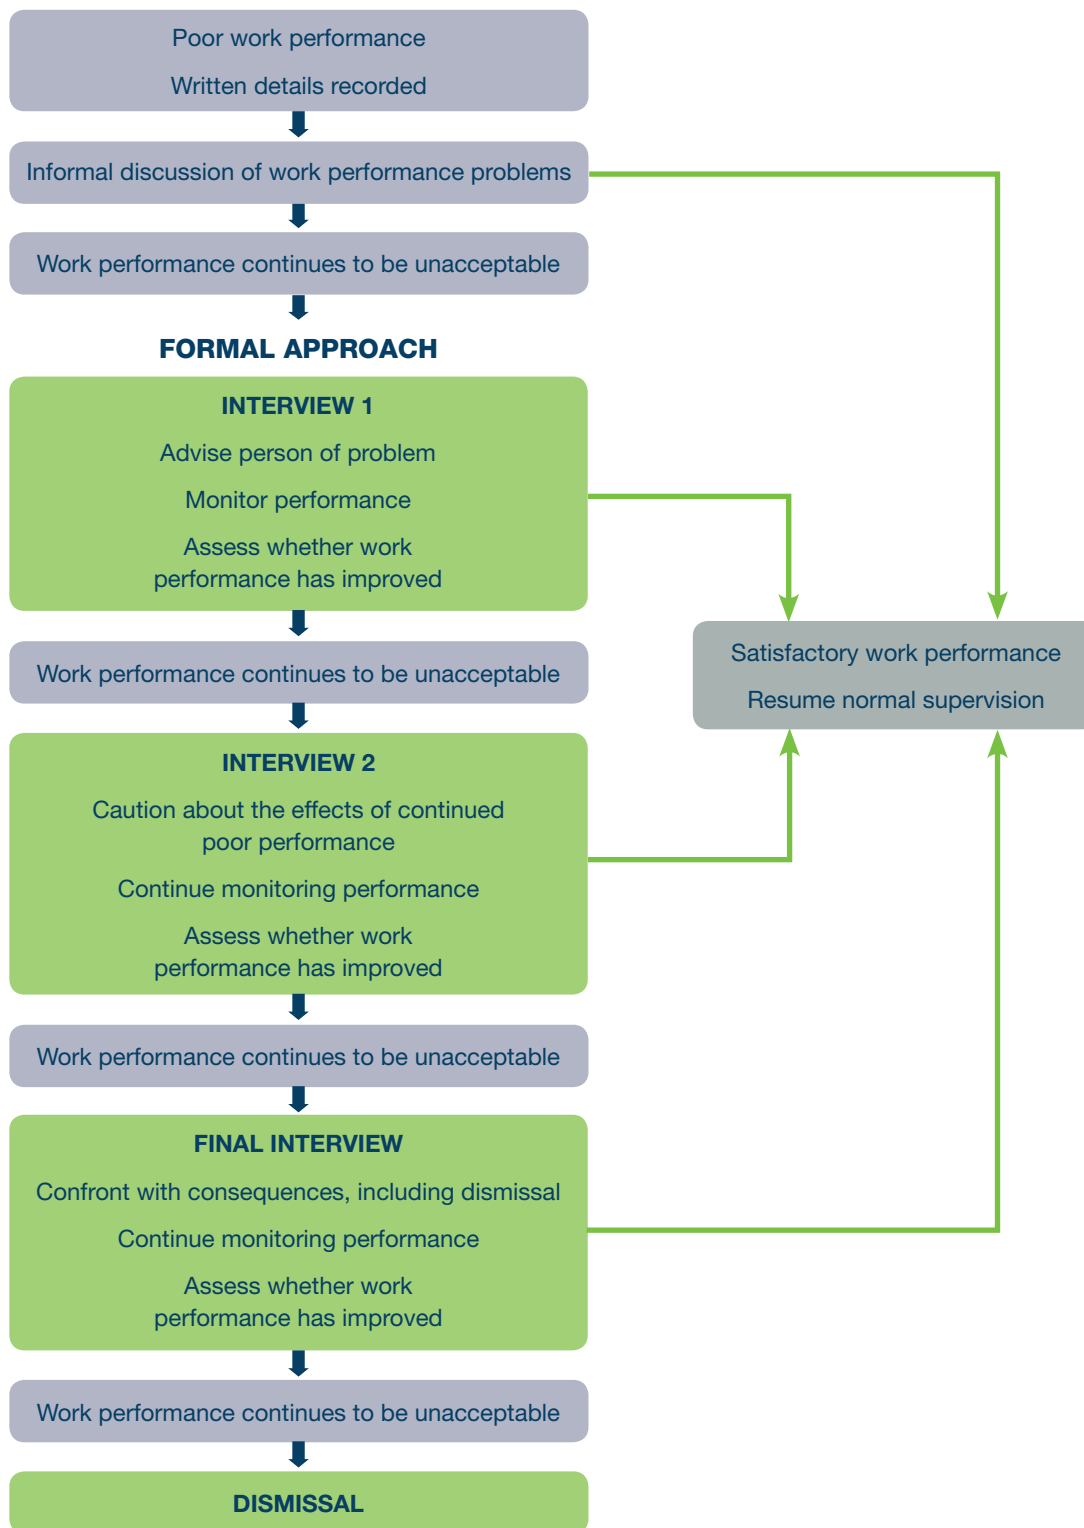 Poor work performance
Written details recorded
Informal discussion of work performance problems
Work performance continues to be unacceptable
FORMAL APPROACH
INTERVIEW 1
Advise person of problem
Monitor performance
Assess whether work
performance has improved
Work performance continues to be unacceptable
Satisfactory work performance
Resume normal supervision
INTERVIEW 2
Caution about the effects of continued
poor performance
Continue monitoring performance
Assess whether work
performance has improved
Work performance continues to be unacceptable
FINAL INTERVIEW
Confront with consequences, including dismissal
Continue monitoring performance
Assess whether work
performance has improved
Work performance continues to be unacceptable
DISMISSAL